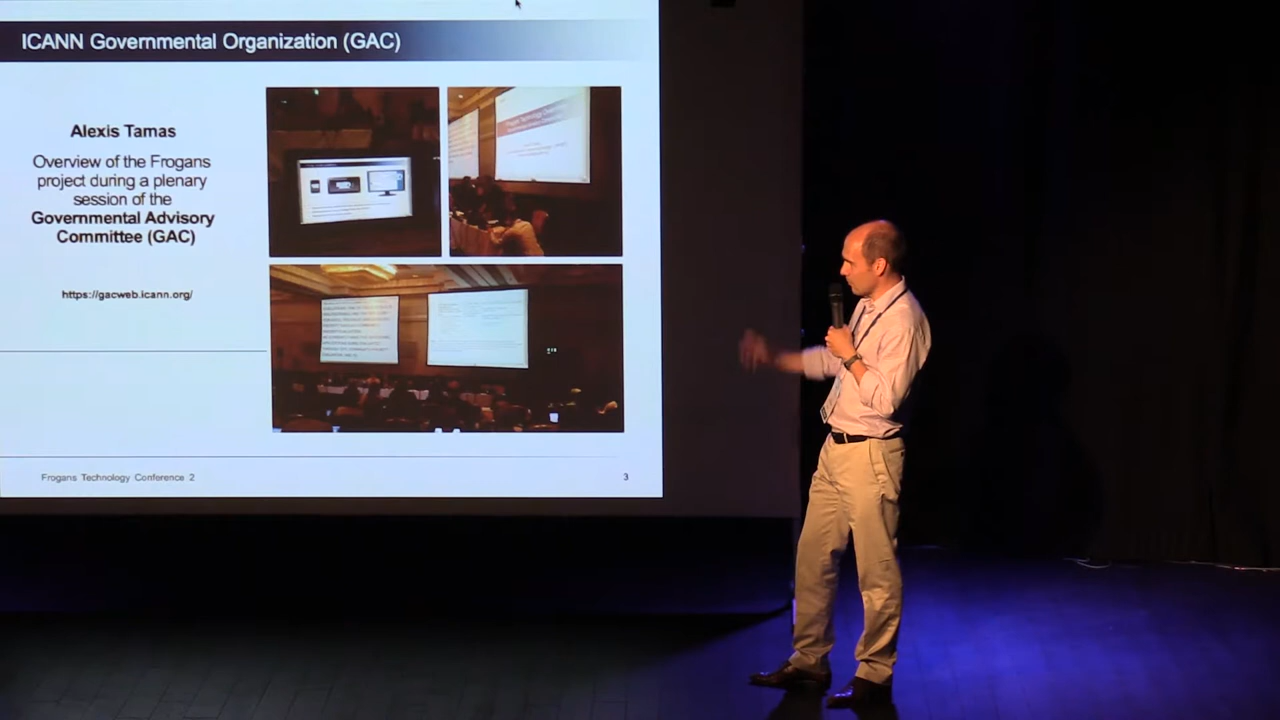 ICANN Governmental Organization (GAC)
Alexis Tamas
Overview of the Frogans
project during a plenary
session of the
Governmental Advisory
Committee (GAC)
https://gacweb.icann.org/
Frogans Technology Conference 2
3